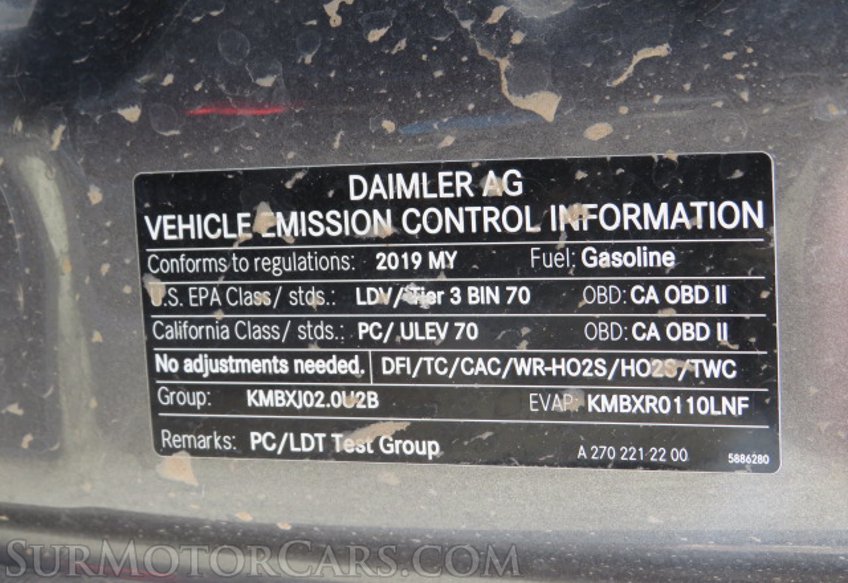 DAIMLER AG
VEHICLE EMISSION CONTROL INFORMATION
Conforms to regulations: 2019 MY Fuel: Gasoline
U.S. EPA Class/ stds.: LDV/ Tier 3 BIN 70 OBD: CA OBD II
California Class/ stds.: PC/ ULEV 70 OBD: CA OBD II
No adjustments needed. DFI/TC/CAC/WR-HO2S/HO2S/TWC
Group: KMBXJ02.0U2B EVAP: KMBXR0110LNF
Remarks: PC/LDT Test Group A 270 221 22 00 5886280
SurMotorCars.com